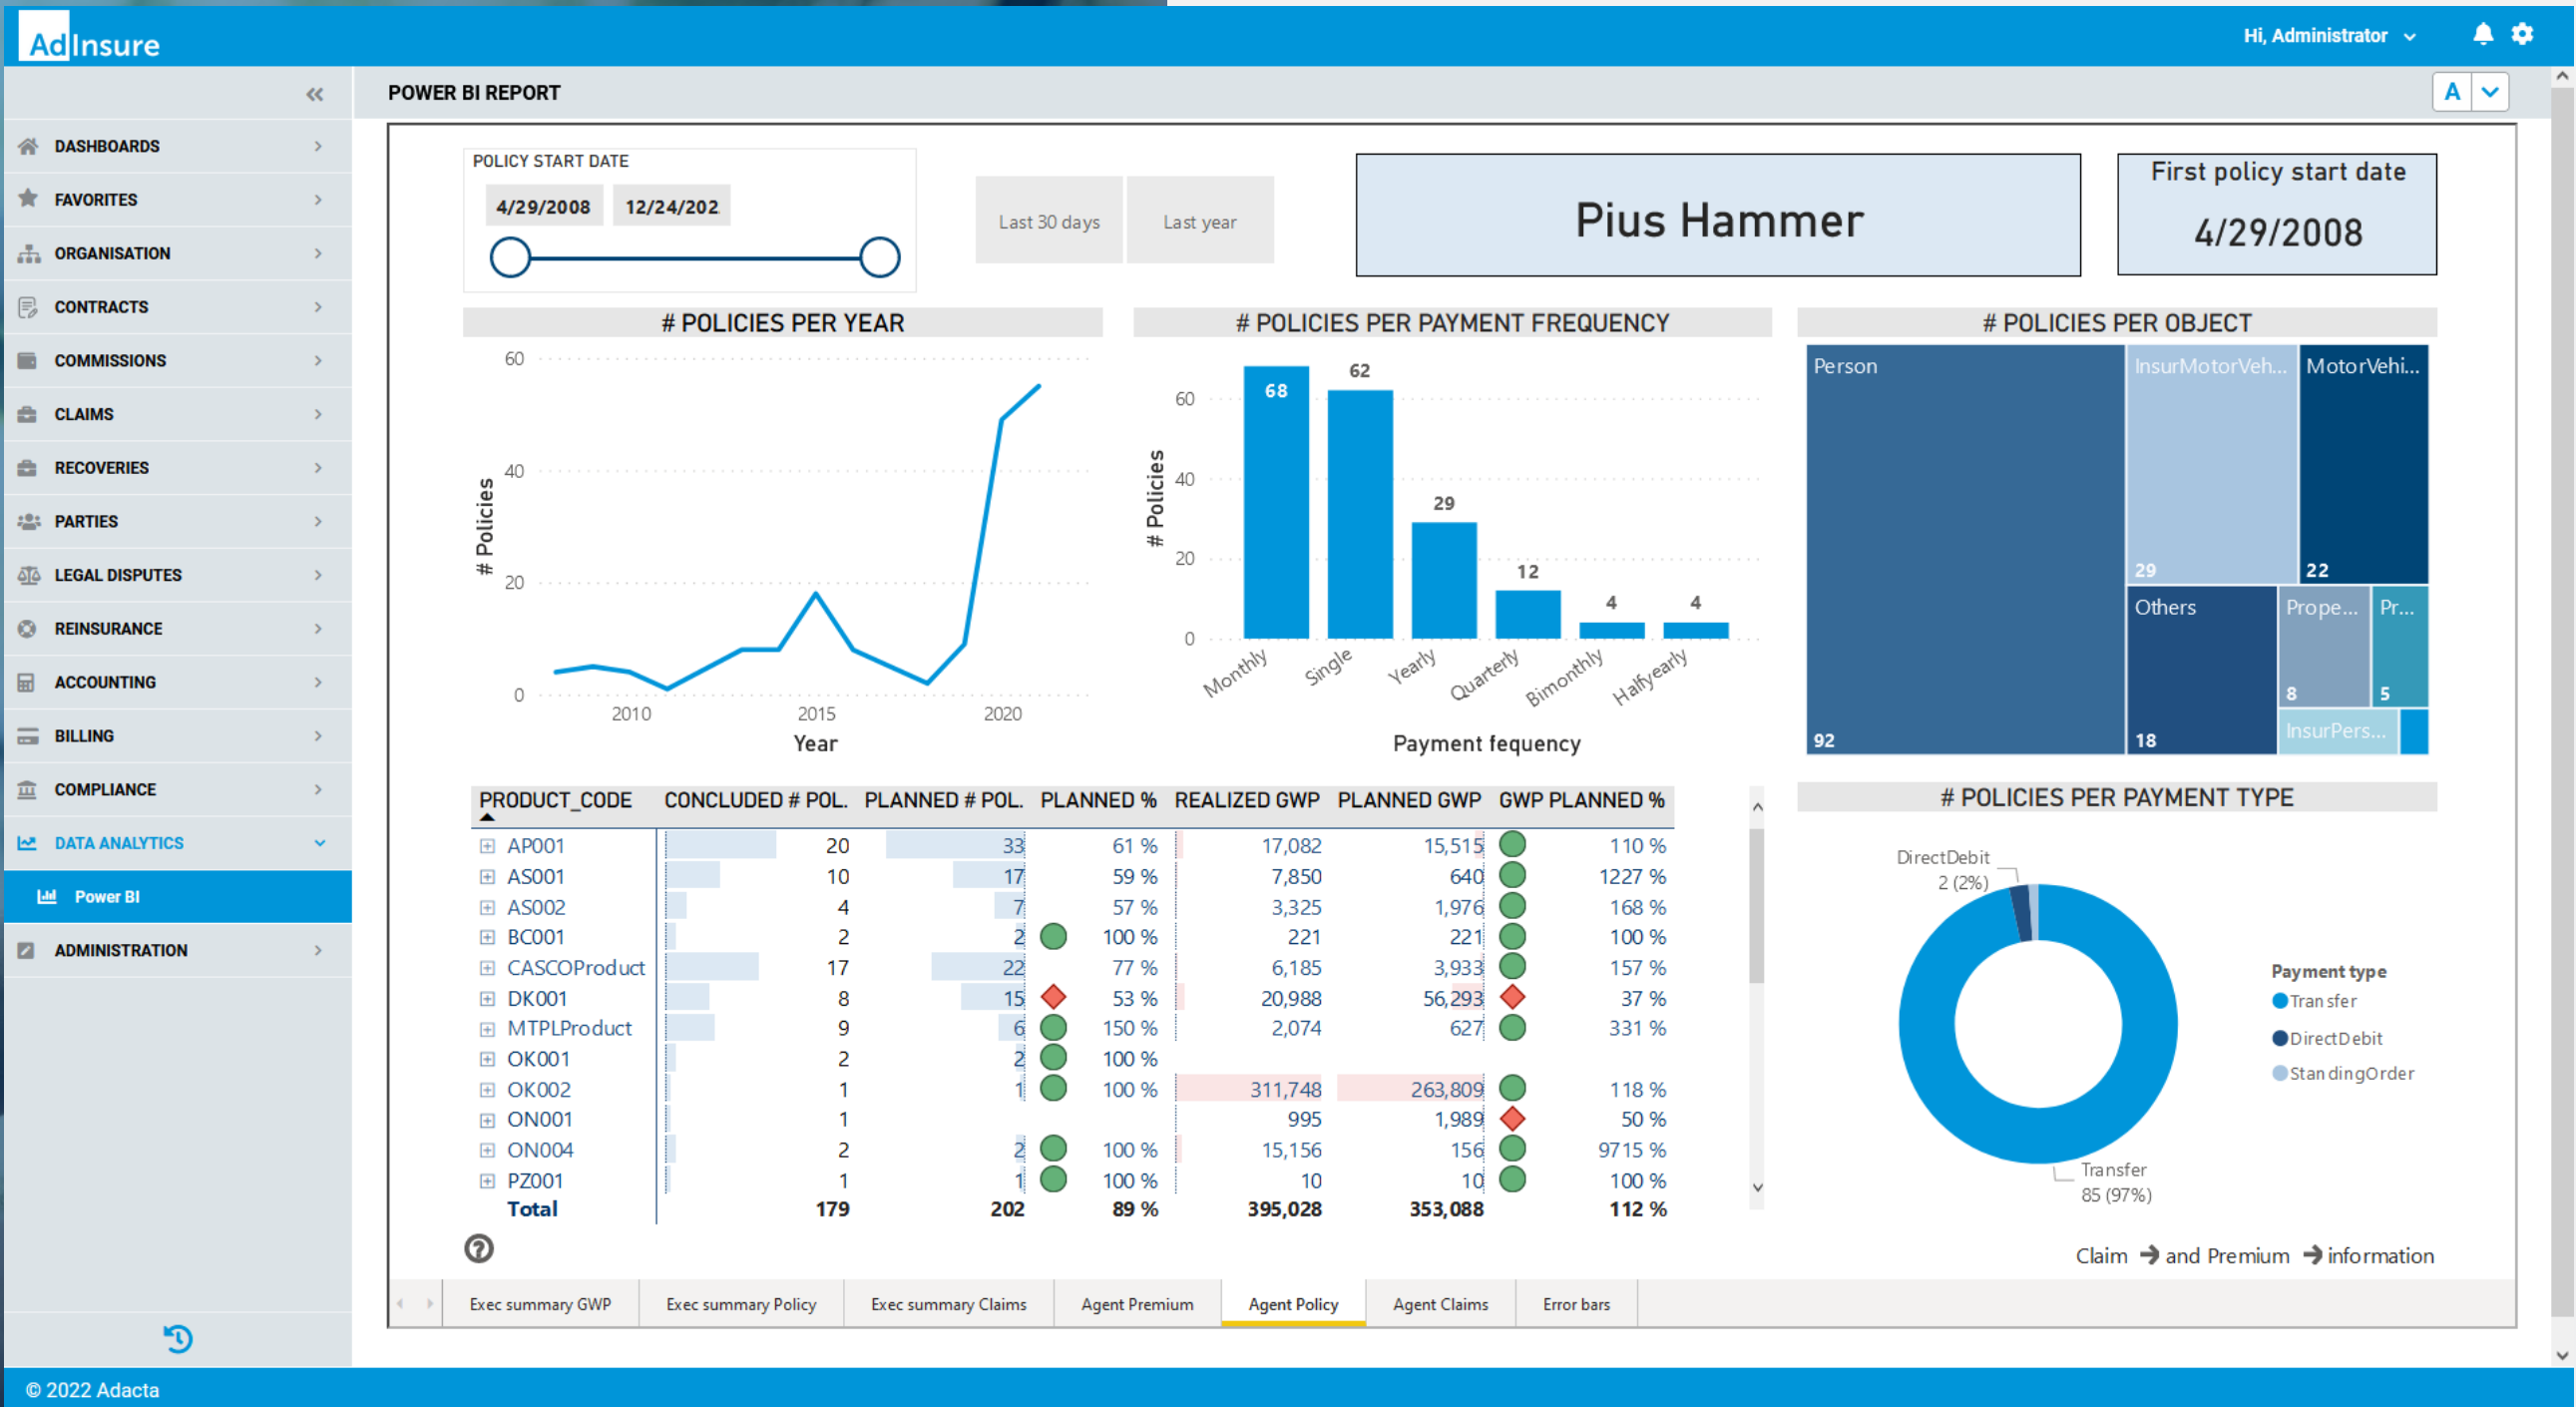 AdInsure
Hi, Administrator
POWER BI REPORT
A
DASHBOARDS
FAVORITES
ORGANISATION
CONTRACTS
COMMISSIONS
CLAIMS
RECOVERIES
PARTIES
LEGAL DISPUTES
REINSURANCE
ACCOUNTING
BILLING
COMPLIANCE
DATA ANALYTICS
Power BI
ADMINISTRATION
POLICY START DATE
4/29/2008 12/24/202
Last 30 days Last year
Pius Hammer
First policy start date
4/29/2008
# POLICIES PER YEAR
60
40
20
0
# Policies
2010 2015 2020
Year
# POLICIES PER PAYMENT FREQUENCY
60
40
20
0
# Policies
68 62 29 12 4 4
Monthly Single Yearly Quarterly Bimonthly Halfyearly
Payment fequency
# POLICIES PER OBJECT
Person InsurMotorVeh... MotorVehi...
29 22
Others Prope... Pr...
8 5
InsurPers...
92 18
PRODUCT_CODE CONCLUDED # POL. PLANNED # POL. PLANNED % REALIZED GWP PLANNED GWP GWP PLANNED %
AP001 20 33 61 % 17,082 15,515 110 %
AS001 10 17 59 % 7,850 640 1227 %
AS002 4 7 57 % 3,325 1,976 168 %
BC001 2 2 100 % 221 221 100 %
CASCOProduct 17 22 77 % 6,185 3,933 157 %
DK001 8 15 53 % 20,988 56,293 37 %
MTPLProduct 9 6 150 % 2,074 627 331 %
OK001 2 2 100 %
OK002 1 1 100 % 311,748 263,809 118 %
ON001 1 995 1,989 50 %
ON004 2 2 100 % 15,156 156 9715 %
PZ001 1 1 100 % 10 10 100 %
Total 179 202 89 % 395,028 353,088 112 %
# POLICIES PER PAYMENT TYPE
DirectDebit
2 (2%)
Transfer
85 (97%)
Payment type
Transfer
DirectDebit
StandingOrder
?
Claim → and Premium → information
Exec summary GWP Exec summary Policy Exec summary Claims Agent Premium Agent Policy Agent Claims Error bars
© 2022 Adacta